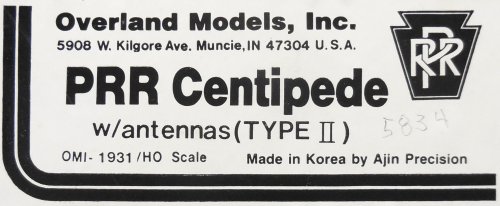 Overland Models, Inc.
5908 W. Kilgore Ave. Muncie, IN 47304 U.S.A.
PRR
PRR Centipede
w/antennas (TYPE II)
5834
OMI-1931/HO Scale Made in Korea by Ajin Precision